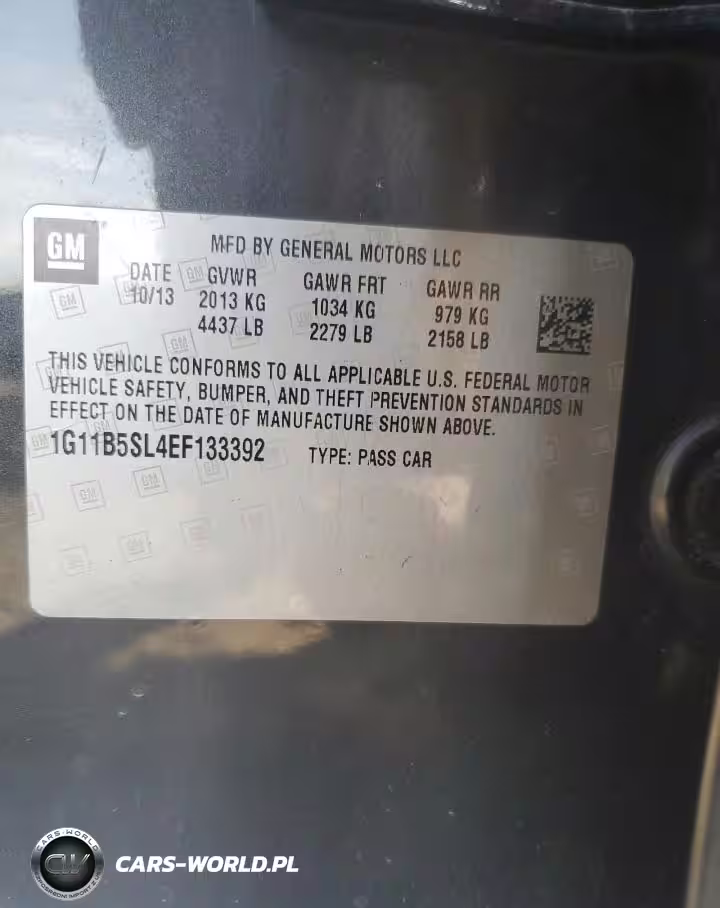 GM
MFD BY GENERAL MOTORS LLC
DATE GVWR GAWR FRT GAWR RR
10/13 2013 KG 1034 KG 979 KG
4437 LB 2279 LB 2158 LB
THIS VEHICLE CONFORMS TO ALL APPLICABLE U.S. FEDERAL MOTOR
VEHICLE SAFETY, BUMPER, AND THEFT PREVENTION STANDARDS IN
EFFECT ON THE DATE OF MANUFACTURE SHOWN ABOVE.
1G11B5SL4EF133392 TYPE: PASS CAR
CARS-WORLD
CW
CARS-WORLD.PL